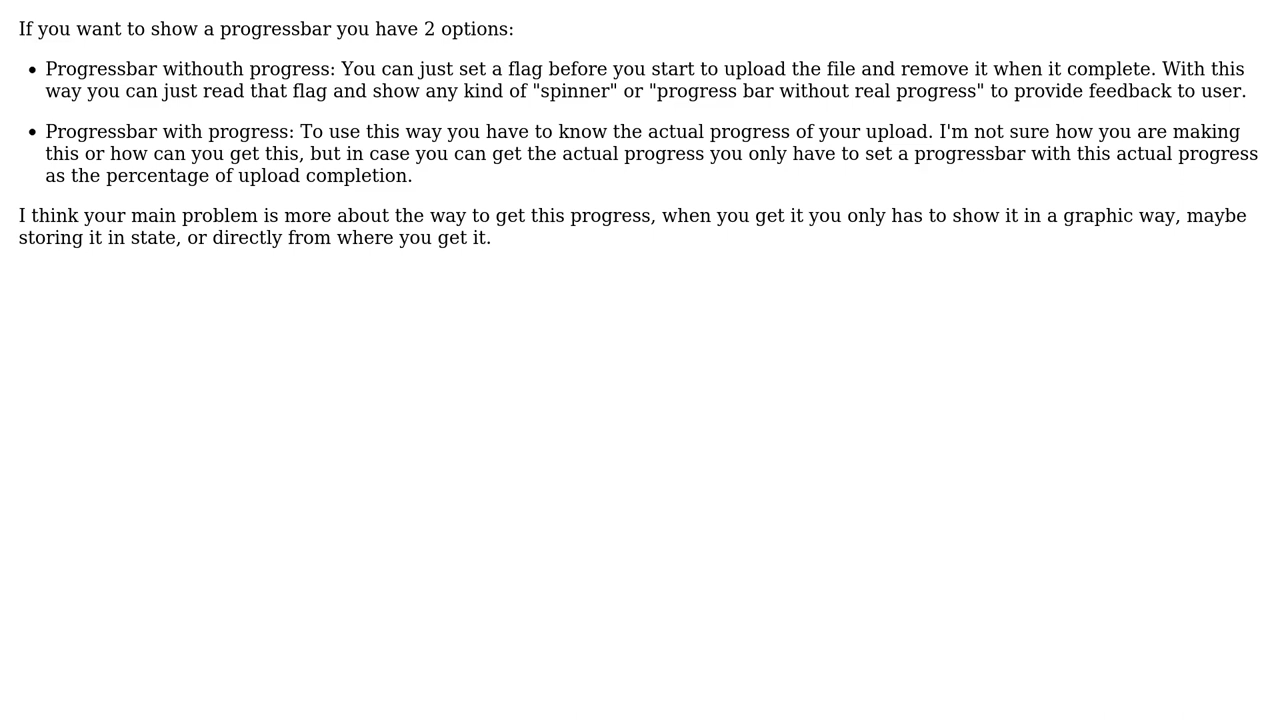 If you want to show a progressbar you have 2 options:
• Progressbar withouth progress: You can just set a flag before you start to upload the file and remove it when it complete. With this
way you can just read that flag and show any kind of "spinner" or "progress bar without real progress" to provide feedback to user.
• Progressbar with progress: To use this way you have to know the actual progress of your upload. I'm not sure how you are making
this or how can you get this, but in case you can get the actual progress you only have to set a progressbar with this actual progress
as the percentage of upload completion.
I think your main problem is more about the way to get this progress, when you get it you only has to show it in a graphic way, maybe
storing it in state, or directly from where you get it.